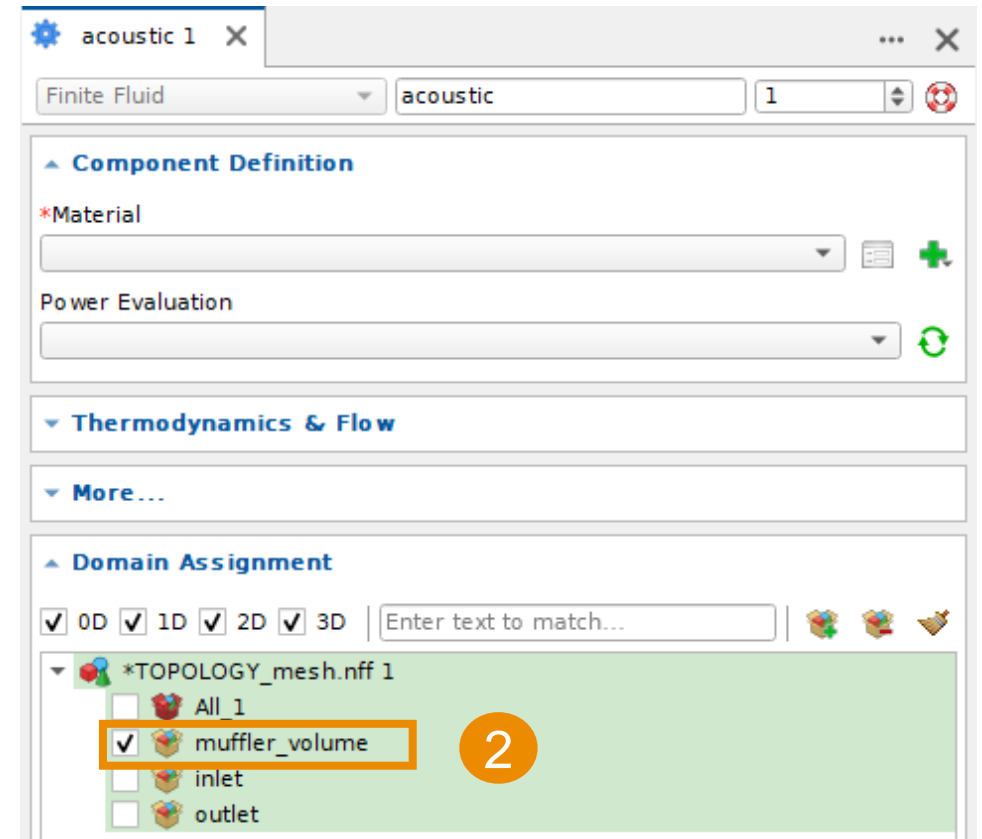 acoustic 1
Finite Fluid acoustic 1
Component Definition
*Material
Power Evaluation
Thermodynamics & Flow
More...
Domain Assignment
0D 1D 2D 3D Enter text to match...
*TOPOLOGY_mesh.nff 1
All_1
muffler_volume 2
inlet
outlet